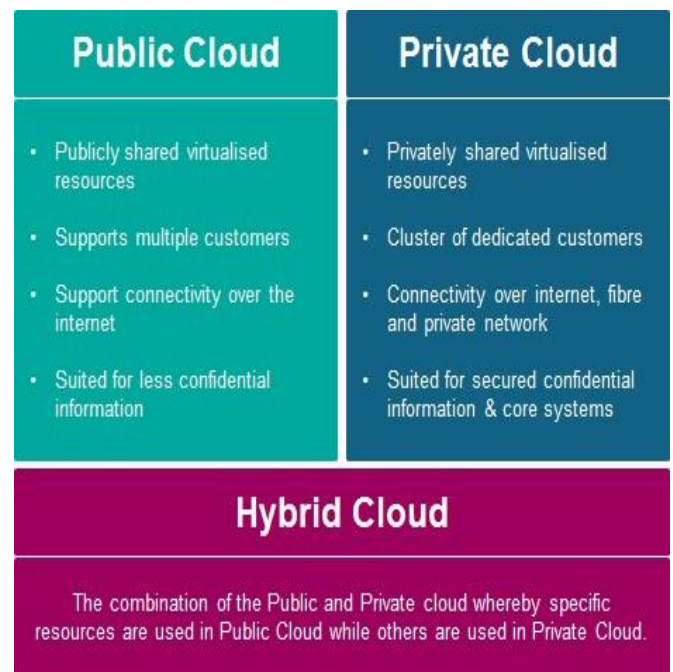 Public Cloud
• Publicly shared virtualised
resources
• Supports multiple customers
• Support connectivity over the
internet
• Suited for less confidential
information
Private Cloud
• Privately shared virtualised
resources
• Cluster of dedicated customers
• Connectivity over internet, fibre
and private network
• Suited for secured confidential
information & core systems
Hybrid Cloud
The combination of the Public and Private cloud whereby specific
resources are used in Public Cloud while others are used in Private Cloud.